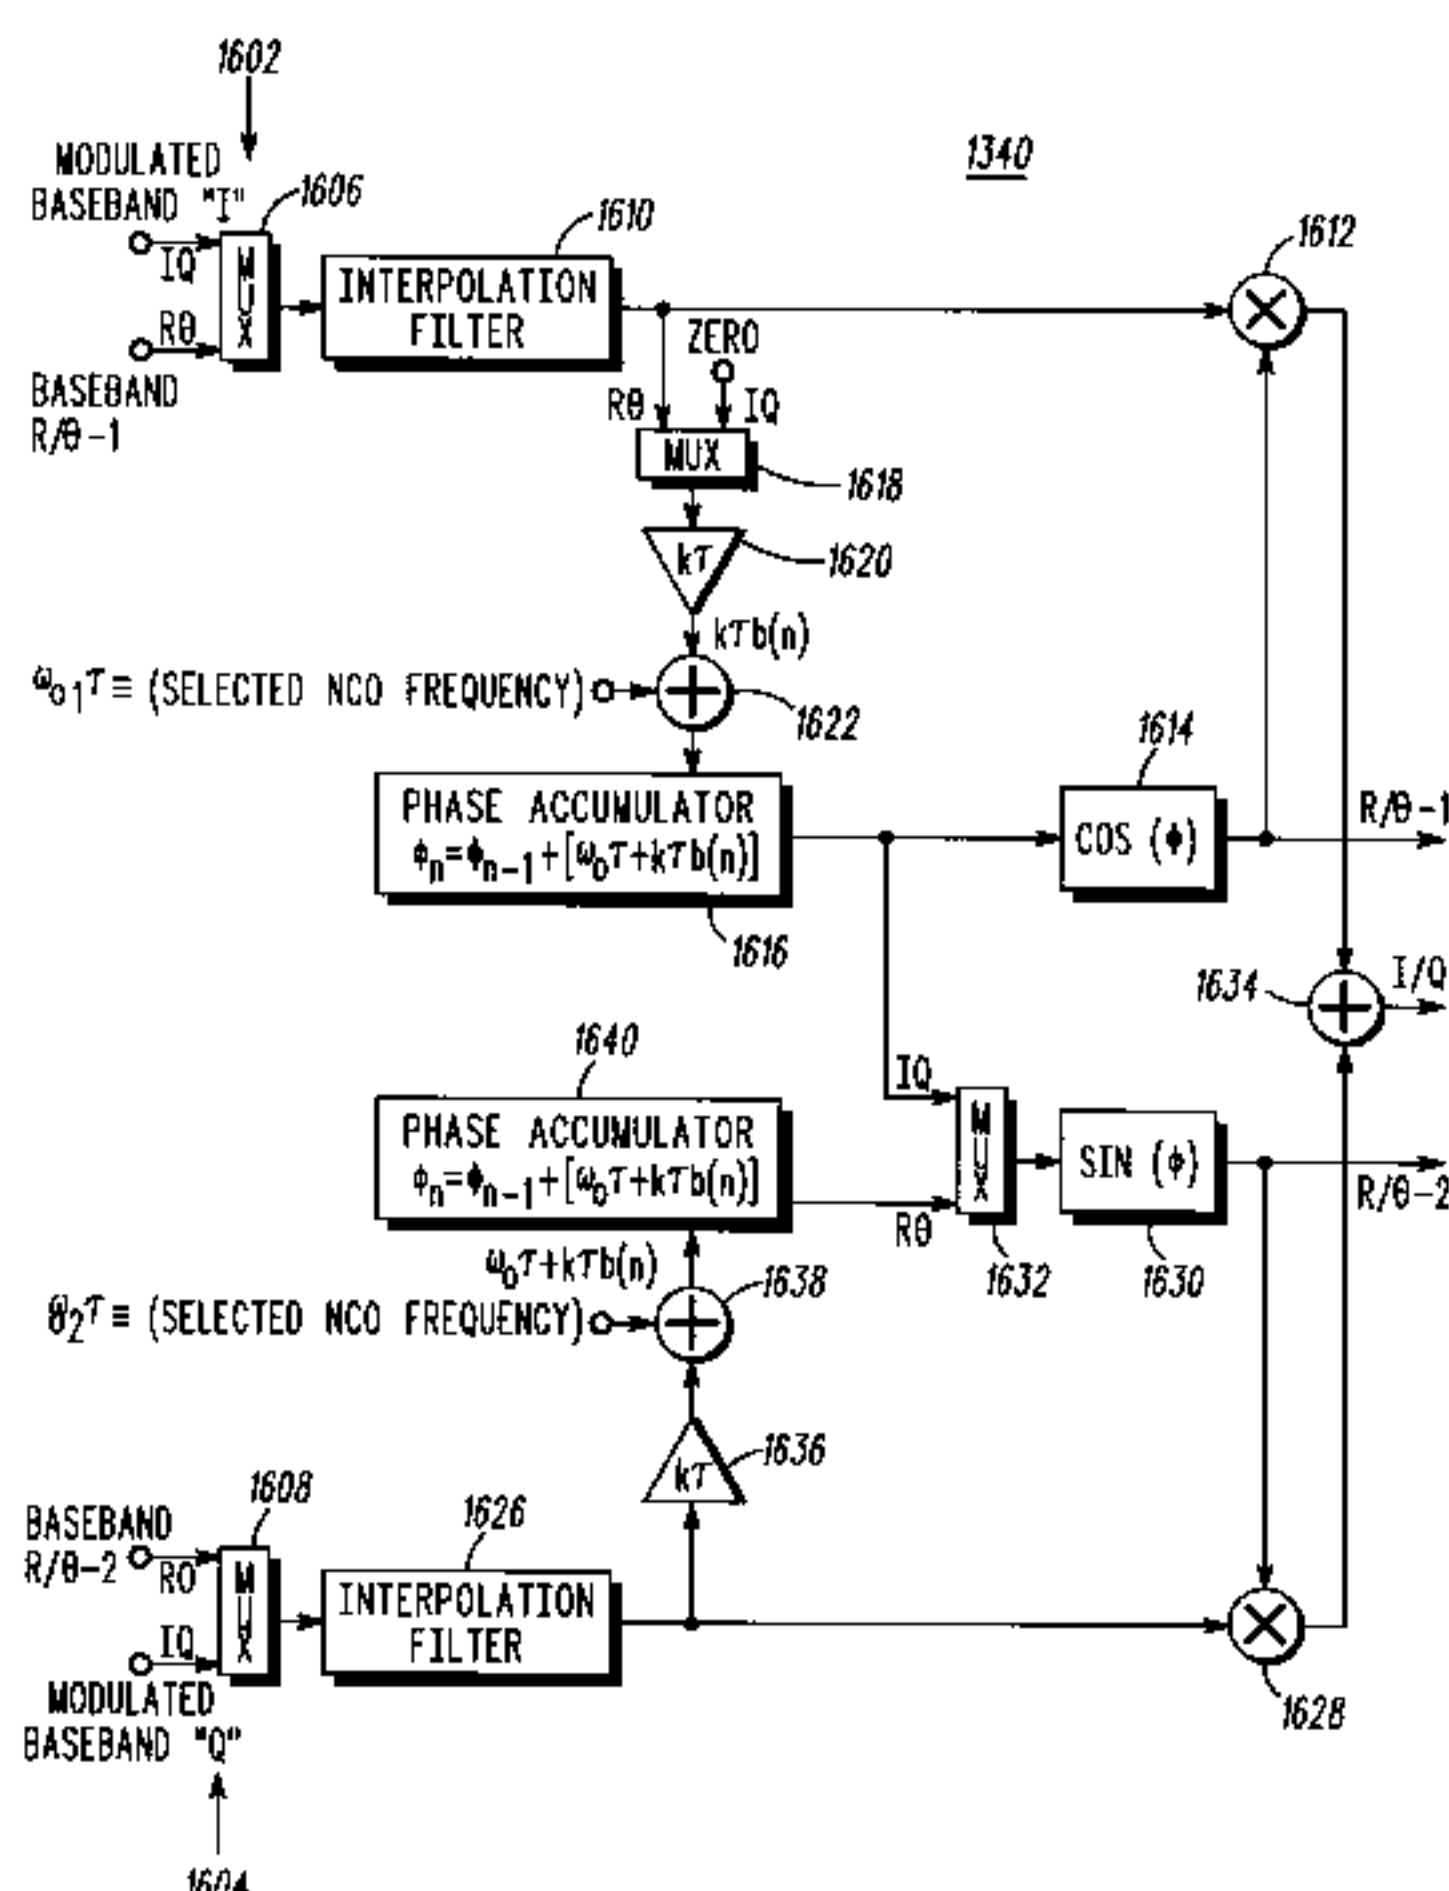 1602
1340
MODULATED
BASEBAND "I"
1606
1610
1612
IQ
MUX
INTERPOLATION
FILTER
Rθ
ZERO
BASEBAND
R/θ-1
Rθ
IQ
MUX
1618
kτ
1620
kτb(n)
ω₀₁τ≡ (SELECTED NCO FREQUENCY)
1622
1614
PHASE ACCUMULATOR
ϕₙ=ϕₙ₋₁+[ω₀τ+kτb(n)]
COS (ϕ)
R/θ-1
1616
1634
I/Q
1640
IQ
PHASE ACCUMULATOR
ϕₙ=ϕₙ₋₁+[ω₀τ+kτb(n)]
MUX
SIN (ϕ)
R/θ-2
Rθ
1632
1630
ω₀τ+kτb(n)
1638
τ≡ (SELECTED NCO FREQUENCY)
1636
kτ
1608
1626
BASEBAND
R/θ-2
RO
MUX
INTERPOLATION
FILTER
IQ
MODULATED
BASEBAND "Q"
1628
1604